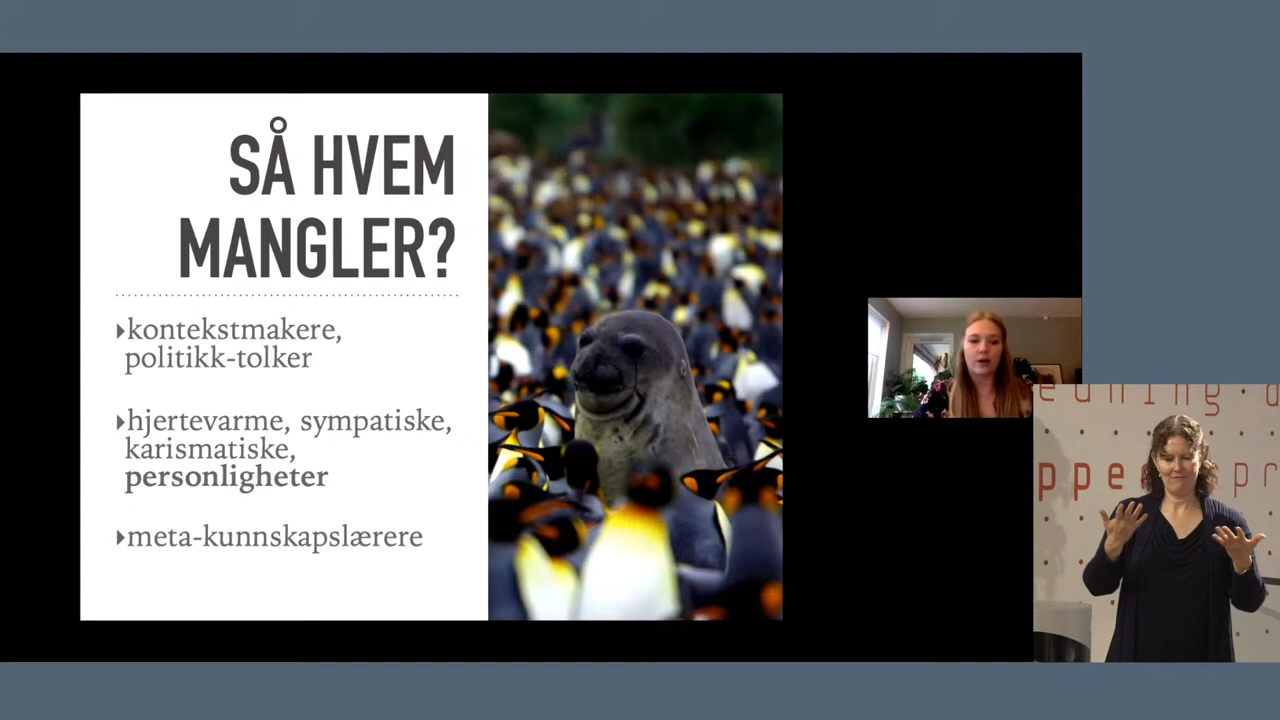 SÅ HVEM
MANGLER?
▸kontekstmakere,
politikk-tolker
▸hjertevarme, sympatiske,
karismatiske,
personligheter
▸meta-kunnskapslærere